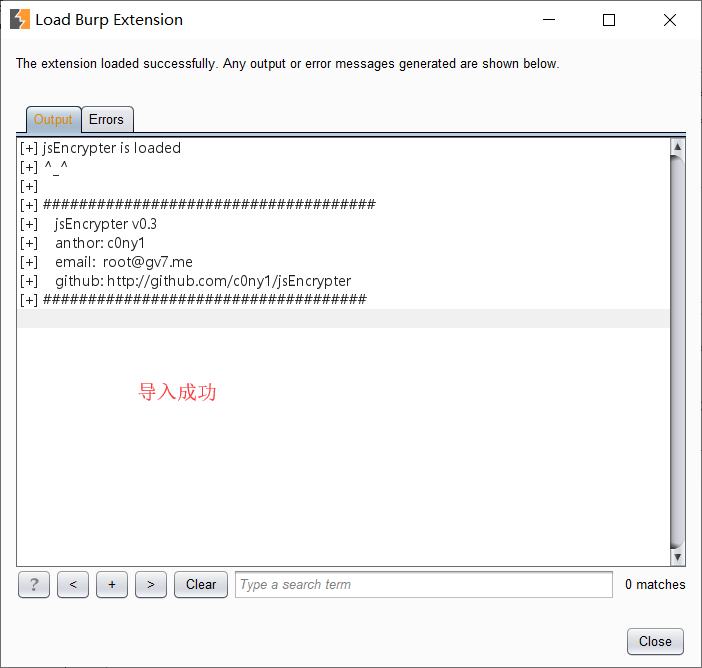 Load Burp Extension
The extension loaded successfully. Any output or error messages generated are shown below.
Output Errors
[+] jsEncrypter is loaded
[+] ^_^
[+]
[+] #####################################
[+] jsEncrypter v0.3
[+] anthor: c0ny1
[+] email: root@gv7.me
[+] github: http://github.com/c0ny1/jsEncrypter
[+] ####################################
导入成功
? < + > Clear Type a search term 0 matches
Close